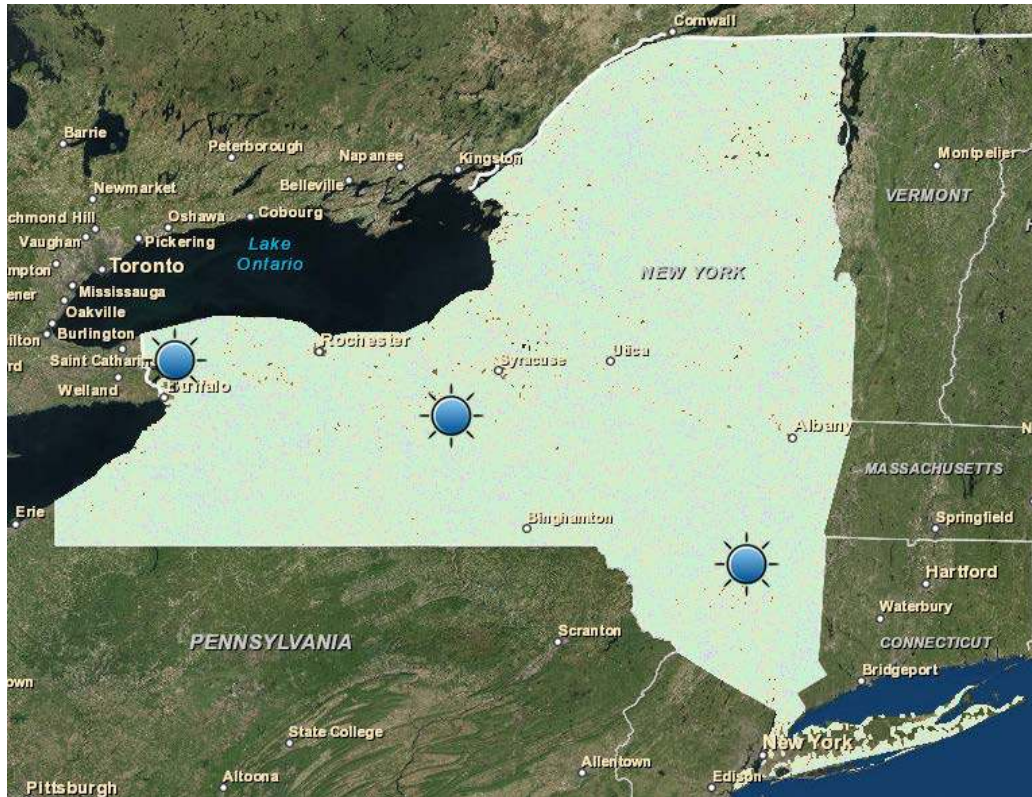 Cornwall
Barrie
Peterborough
Napanee
Kingston
Montpelier
Newmarket
Belleville
VERMONT
chmond Hill
Oshawa
Cobourg
Vaughan
Pickering
Lake
Ontario
mpton
Toronto
NEW YORK
ener
Mississauga
Oakville
ilton
Burlington
Rochester
Saint Cathari
Syracuse
Utica
rd
Welland
Buffalo
Albany
N
MASSACHUSETTS
Erie
Binghamton
Springfield
Hartford
Waterbury
PENNSYLVANIA
Scranton
CONNECTICUT
Bridgeport
own
State College
New York
Allentown
Edison
Altoona
Pittsburgh